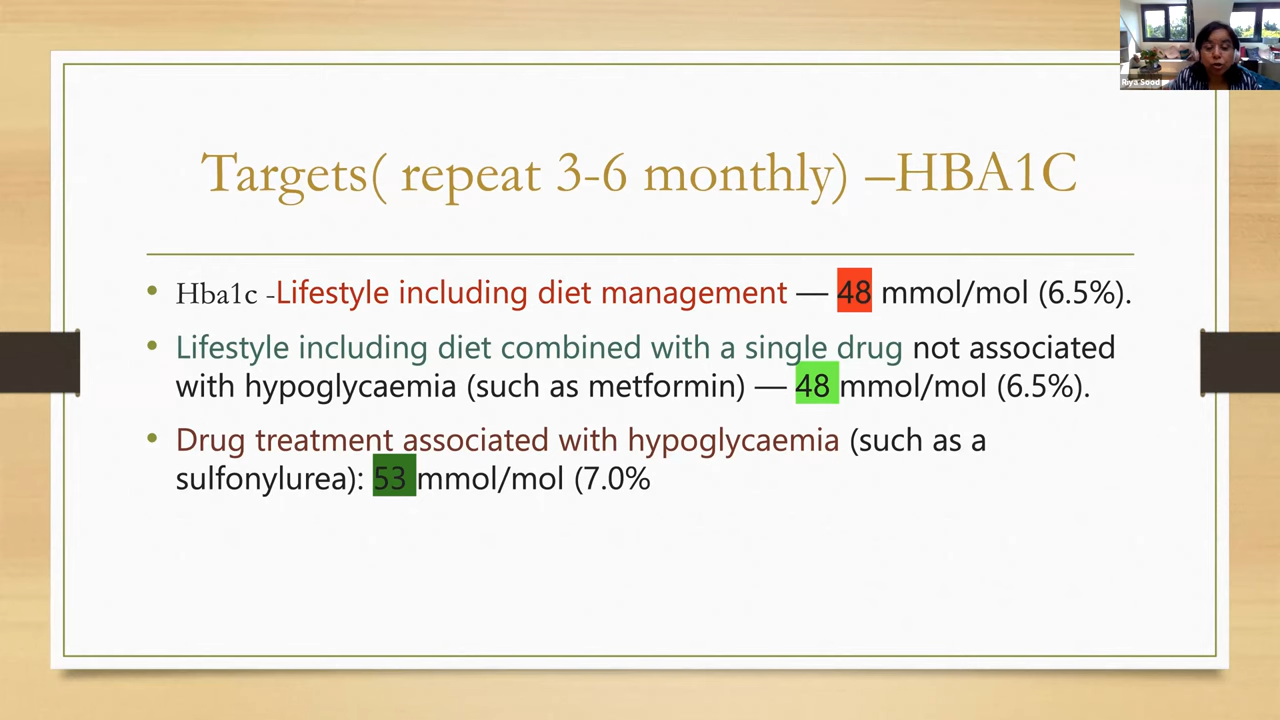 Riya Sood
Targets( repeat 3-6 monthly) –HBA1C
• Hba1c -Lifestyle including diet management — 48 mmol/mol (6.5%).
• Lifestyle including diet combined with a single drug not associated
with hypoglycaemia (such as metformin) — 48 mmol/mol (6.5%).
• Drug treatment associated with hypoglycaemia (such as a
sulfonylurea): 53 mmol/mol (7.0%